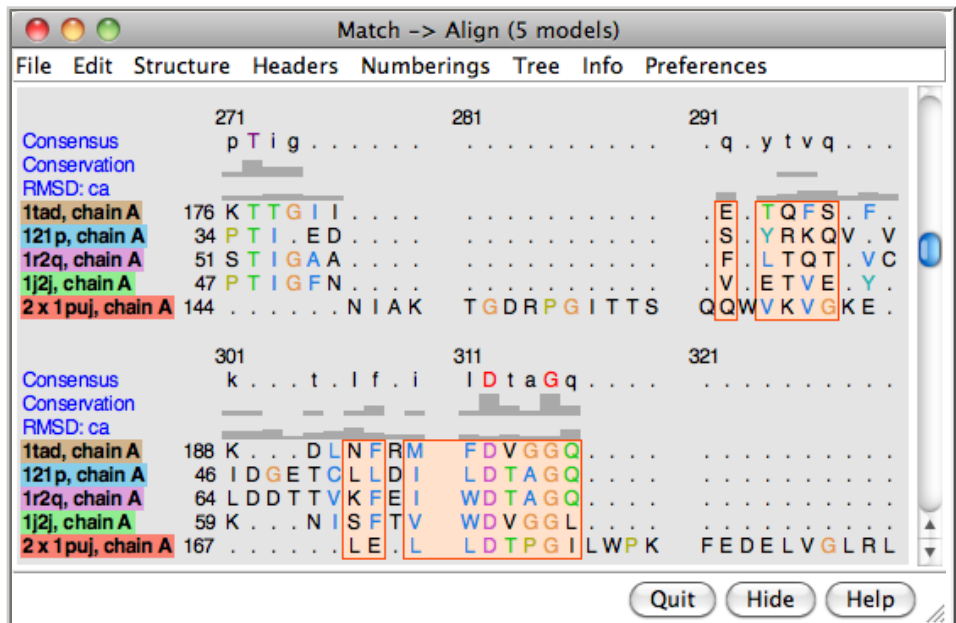 Match -> Align (5 models)
File Edit Structure Headers Numberings Tree Info Preferences
271 281 291
Consensus p T i g . . . . . . . . . . . . . . . . . q . y t v q . . .
Conservation
RMSD: ca
1tad, chain A 176 K T T G I I . . . . . . . . . . . . . . . E . T Q F S . F .
121p, chain A 34 P T I . E D . . . . . . . . . . . . . . . S . Y R K Q V . V
1r2q, chain A 51 S T I G A A . . . . . . . . . . . . . . . F . L T Q T . V C
1j2j, chain A 47 P T I G F N . . . . . . . . . . . . . . . V . E T V E . Y .
2 x 1puj, chain A 144 . . . . . . N I A K T G D R P G I T T S Q Q W V K V G K E .
301 311 321
Consensus k . . . t . l f . i l D t a G q . . . . . . . . . . . . . .
Conservation
RMSD: ca
1tad, chain A 188 K . . . D L N F R M F D V G G Q . . . . . . . . . . . . . .
121p, chain A 46 I D G E T C L L D I L D T A G Q . . . . . . . . . . . . . .
1r2q, chain A 64 L D D T T V K F E I W D T A G Q . . . . . . . . . . . . . .
1j2j, chain A 59 K . . . N I S F T V W D V G G L . . . . . . . . . . . . . .
2 x 1puj, chain A 167 . . . . . . L E . L L D T P G I L W P K F E D E L V G L R L
Quit Hide Help